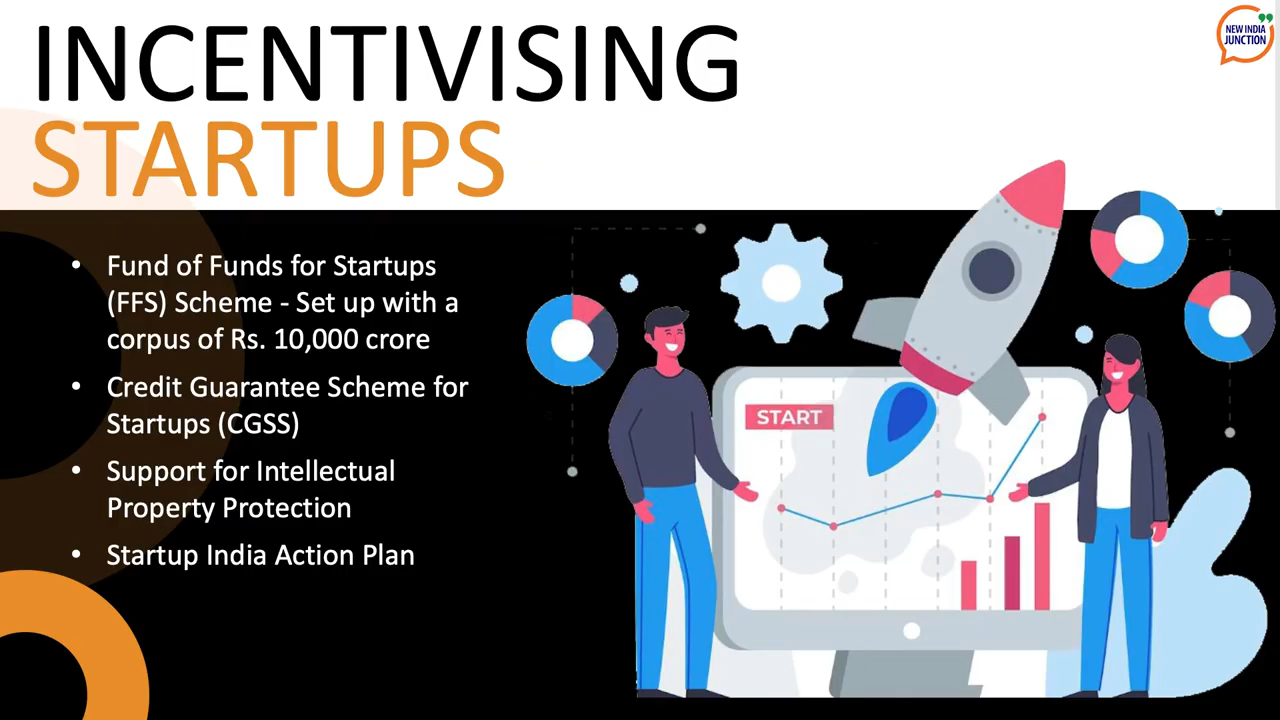 INCENTIVISING
STARTUPS
NEW INDIA
JUNCTION
• Fund of Funds for Startups
(FFS) Scheme - Set up with a
corpus of Rs. 10,000 crore
• Credit Guarantee Scheme for
Startups (CGSS)
• Support for Intellectual
Property Protection
• Startup India Action Plan
START